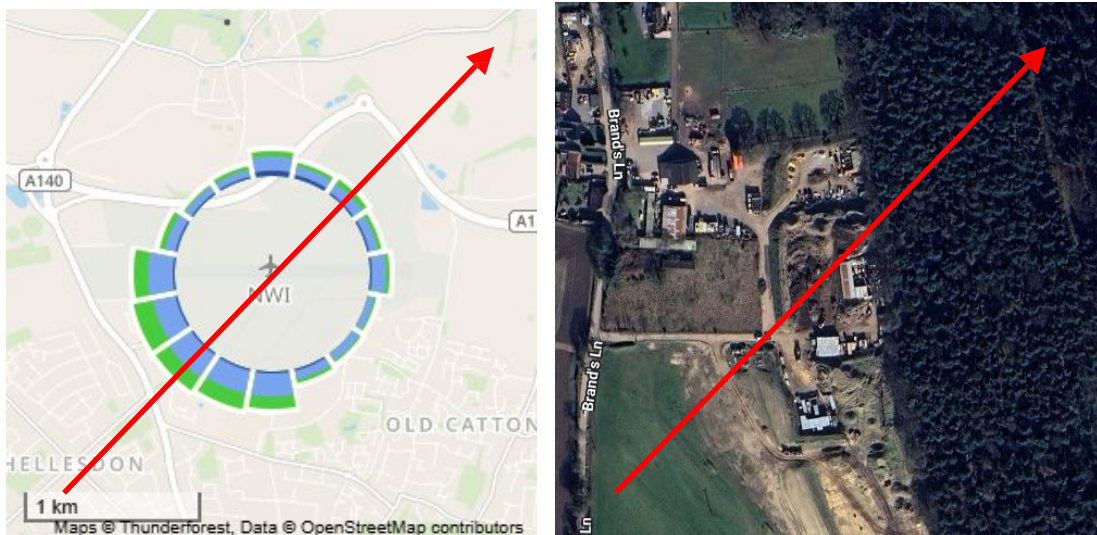 A140
A1
NWI
OLD CATTON
HELLESDON
1 km
Maps © Thunderforest, Data © OpenStreetMap contributors
Brand's Ln
Brand's Ln
Ln